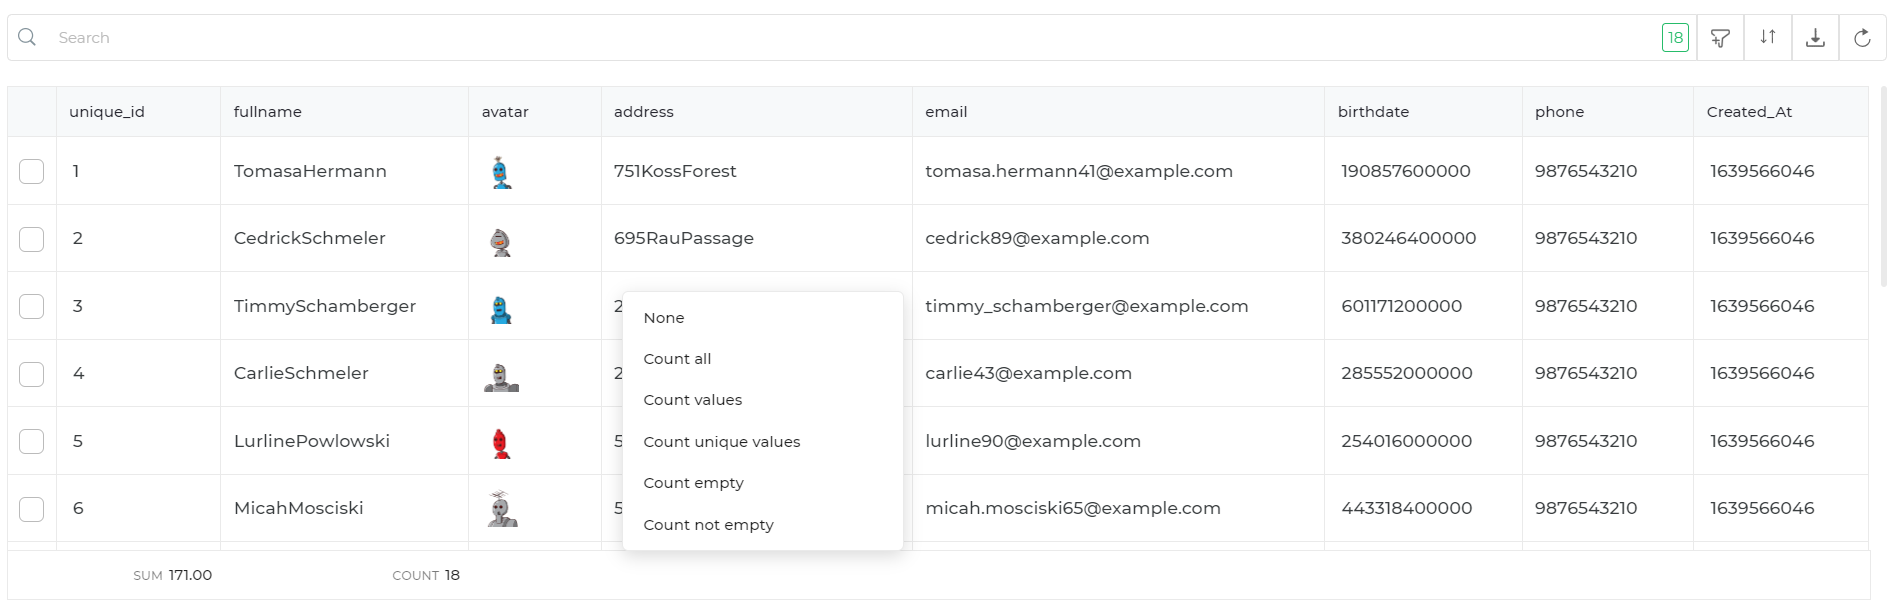 Search 18
unique_id fullname avatar address email birthdate phone Created_At
1 TomasaHermann 751KossForest tomasa.hermann41@example.com 190857600000 9876543210 1639566046
2 CedrickSchmeler 695RauPassage cedrick89@example.com 380246400000 9876543210 1639566046
3 TimmySchamberger 2 timmy_schamberger@example.com 601171200000 9876543210 1639566046
None
Count all
4 CarlieSchmeler 2 carlie43@example.com 285552000000 9876543210 1639566046
Count values
5 LurlinePowlowski 5 lurline90@example.com 254016000000 9876543210 1639566046
Count unique values
Count empty
6 MicahMosciski 5 micah.mosciski65@example.com 443318400000 9876543210 1639566046
Count not empty
SUM 171.00 COUNT 18